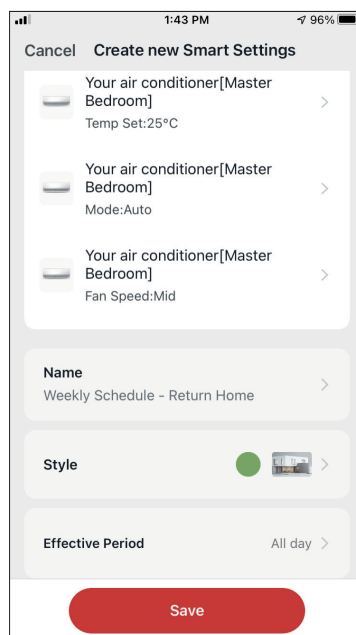 1:43 PM
96%
Cancel Create new Smart Settings
Your air conditioner[Master
Bedroom]
Temp Set:25°C
Your air conditioner[Master
Bedroom]
Mode:Auto
Your air conditioner[Master
Bedroom]
Fan Speed:Mid
Name
Weekly Schedule - Return Home
Style
Effective Period All day
Save